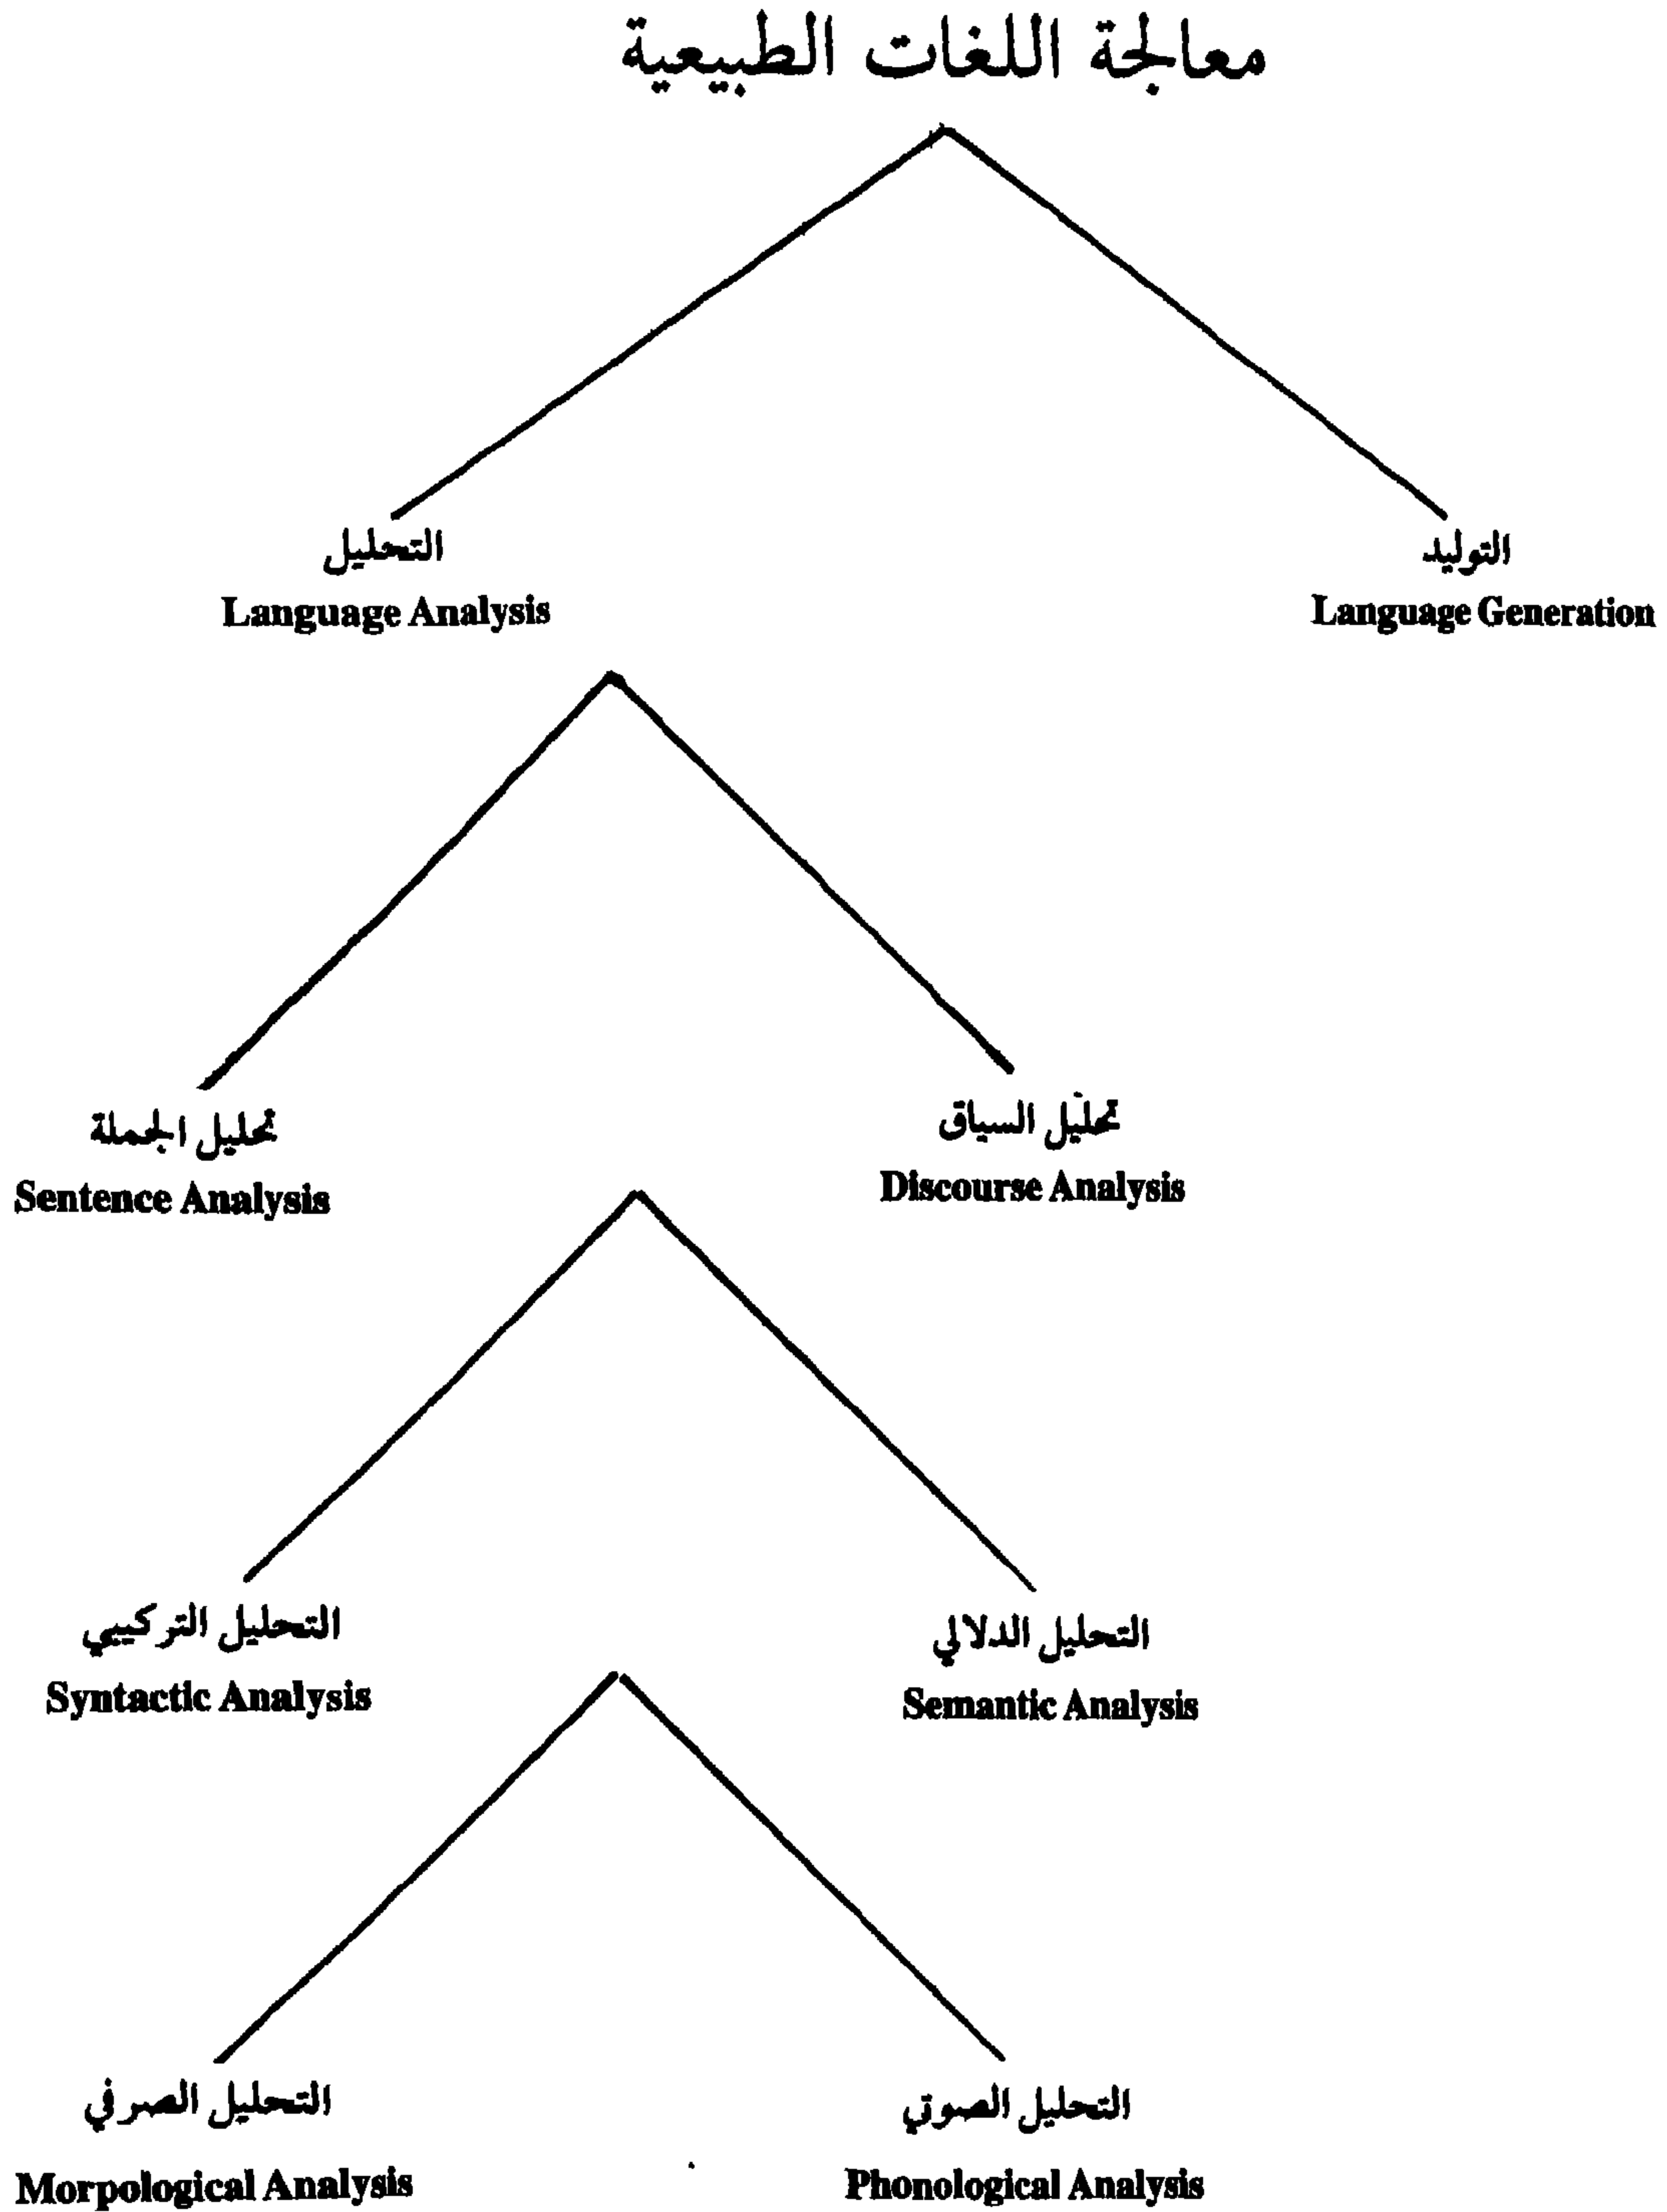 معالجة اللغات الطبيعية
التحليل
Language Analysis
التوليد
Language Generation
تحليل الجملة
Sentence Analysis
تحليل السياق
Discourse Analysis
التحليل التركيبي
Syntactic Analysis
التحليل الدلالي
Semantic Analysis
التحليل الصرفي
Morpological Analysis
التحليل الصوتي
Phonological Analysis